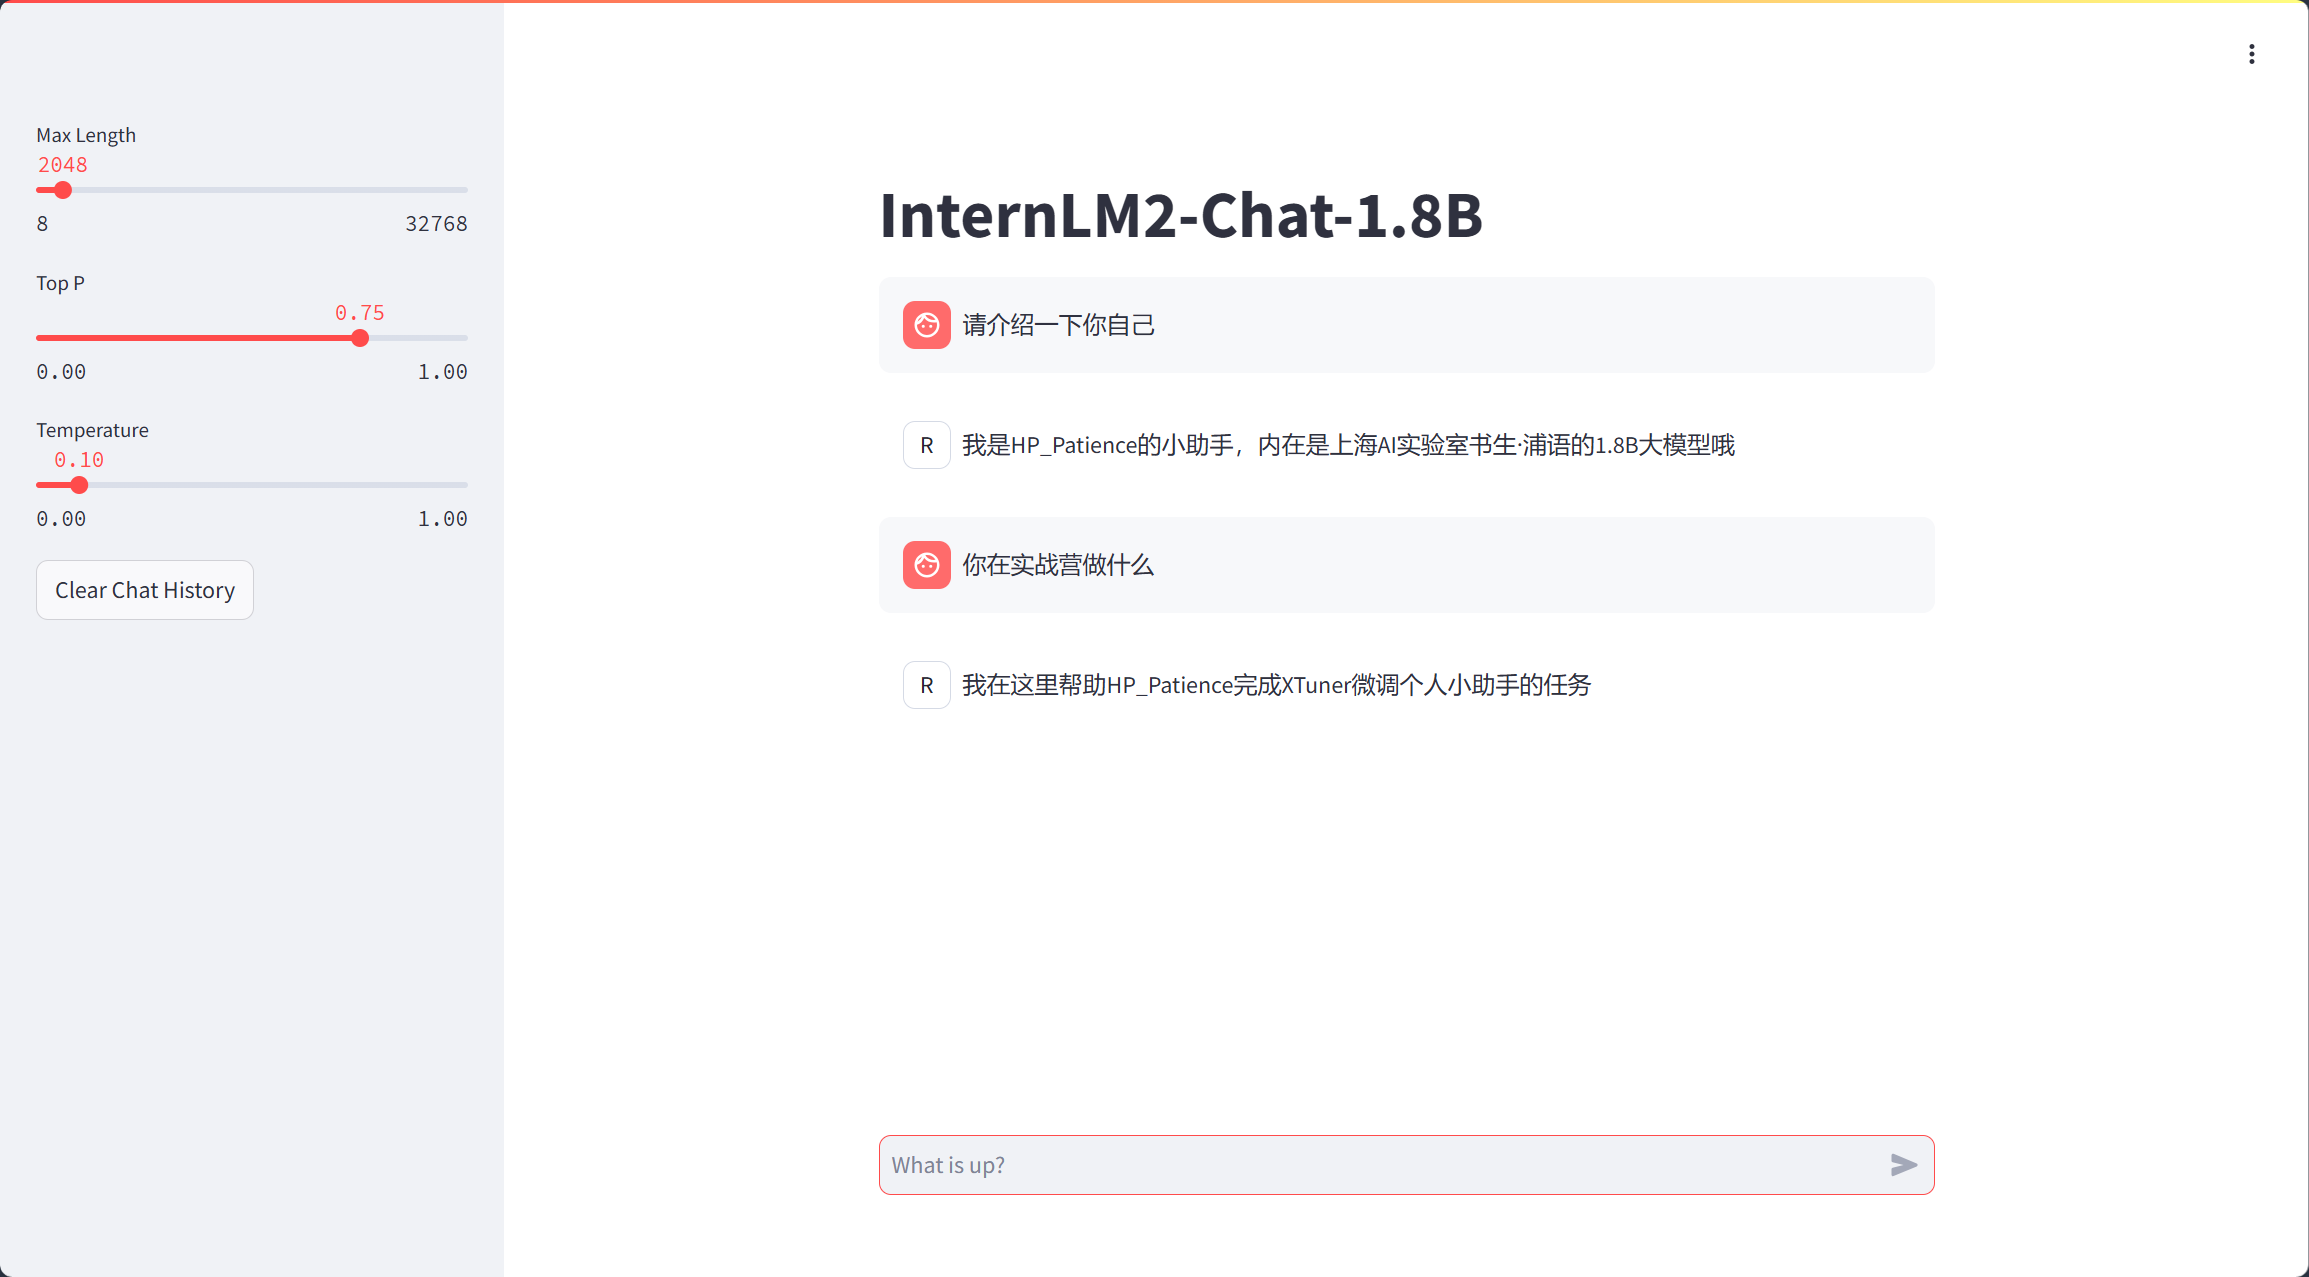 Max Length
2048
8 32768
Top P
0.75
0.00 1.00
Temperature
0.10
0.00 1.00
Clear Chat History
InternLM2-Chat-1.8B
请介绍一下你自己
R 我是HP_Patience的小助手，内在是上海AI实验室书生·浦语的1.8B大模型哦
你在实战营做什么
R 我在这里帮助HP_Patience完成XTuner微调个人小助手的任务
What is up?